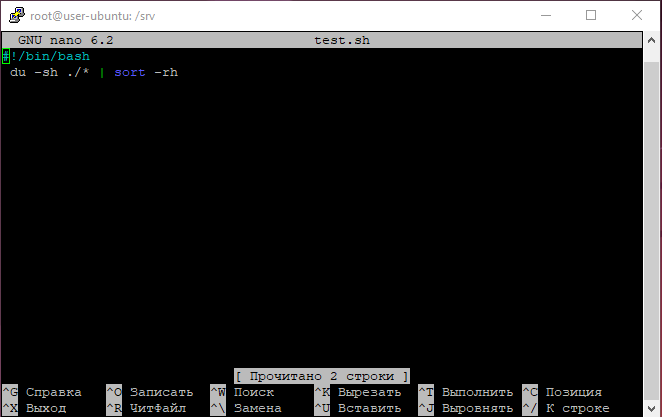 root@user-ubuntu: /srv
GNU nano 6.2 test.sh
#!/bin/bash
du -sh ./* | sort -rh
[ Прочитано 2 строки ]
^G Справка ^O Записать ^W Поиск ^K Вырезать ^T Выполнить ^C Позиция
^X Выход ^R ЧитФайл ^\ Замена ^U Вставить ^J Выровнять ^/ К строке